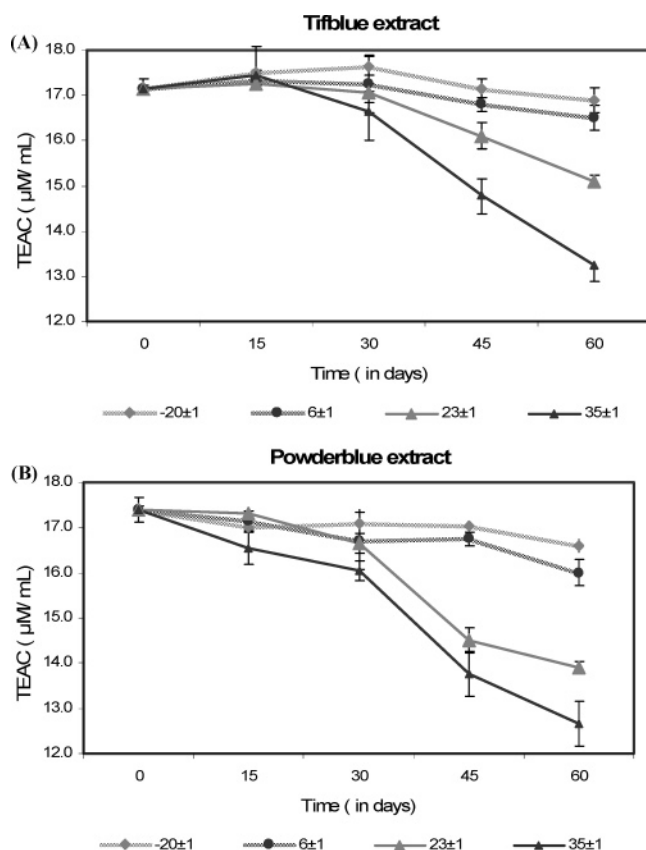 Tifblue extract
(A)
18.0
17.0
16.0
15.0
14.0
13.0
12.0
TEAC ( µM/ mL)
0 15 30 45 60
Time ( in days)
-20±1 6±1 23±1 35±1
Powderblue extract
(B)
18.0
17.0
16.0
15.0
14.0
13.0
12.0
TEAC ( µM/ mL)
0 15 30 45 60
Time ( in days)
-20±1 6±1 23±1 35±1